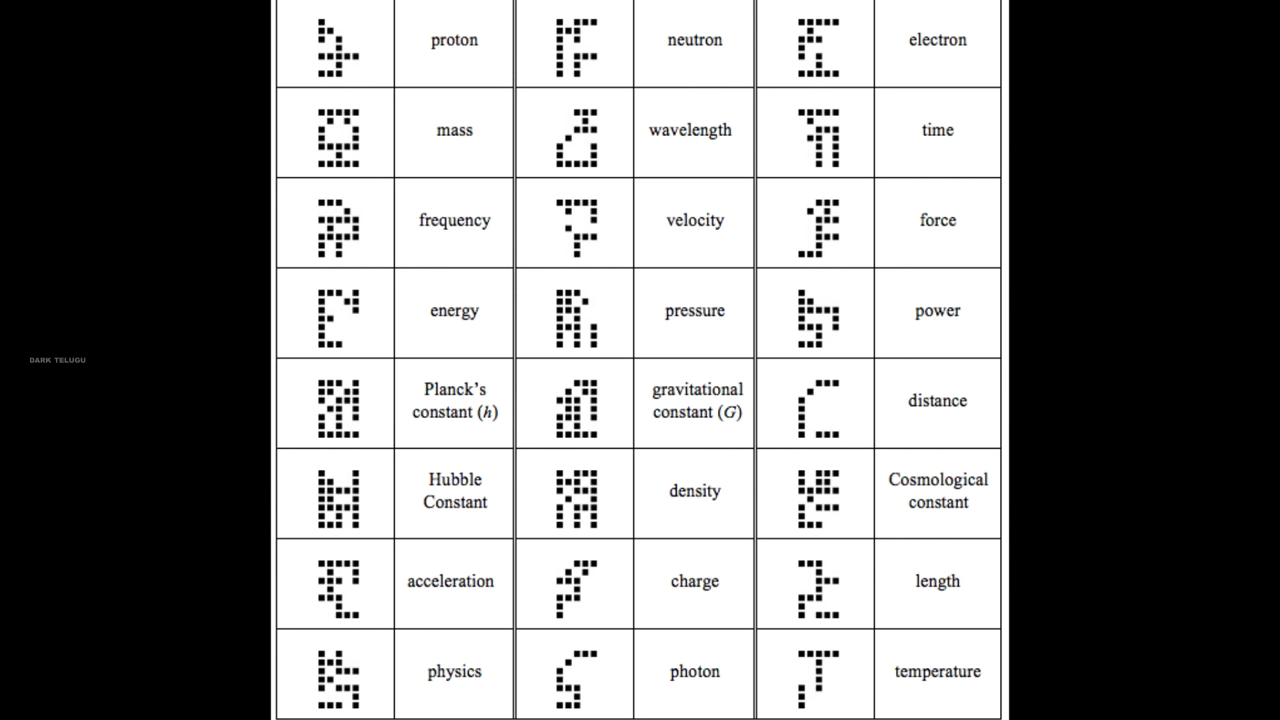 proton
neutron
electron
mass
wavelength
time
frequency
velocity
force
energy
pressure
power
DARK TELUGU
Planck’s
constant (h)
gravitational
constant (G)
distance
Hubble
Constant
density
Cosmological
constant
acceleration
charge
length
physics
photon
temperature